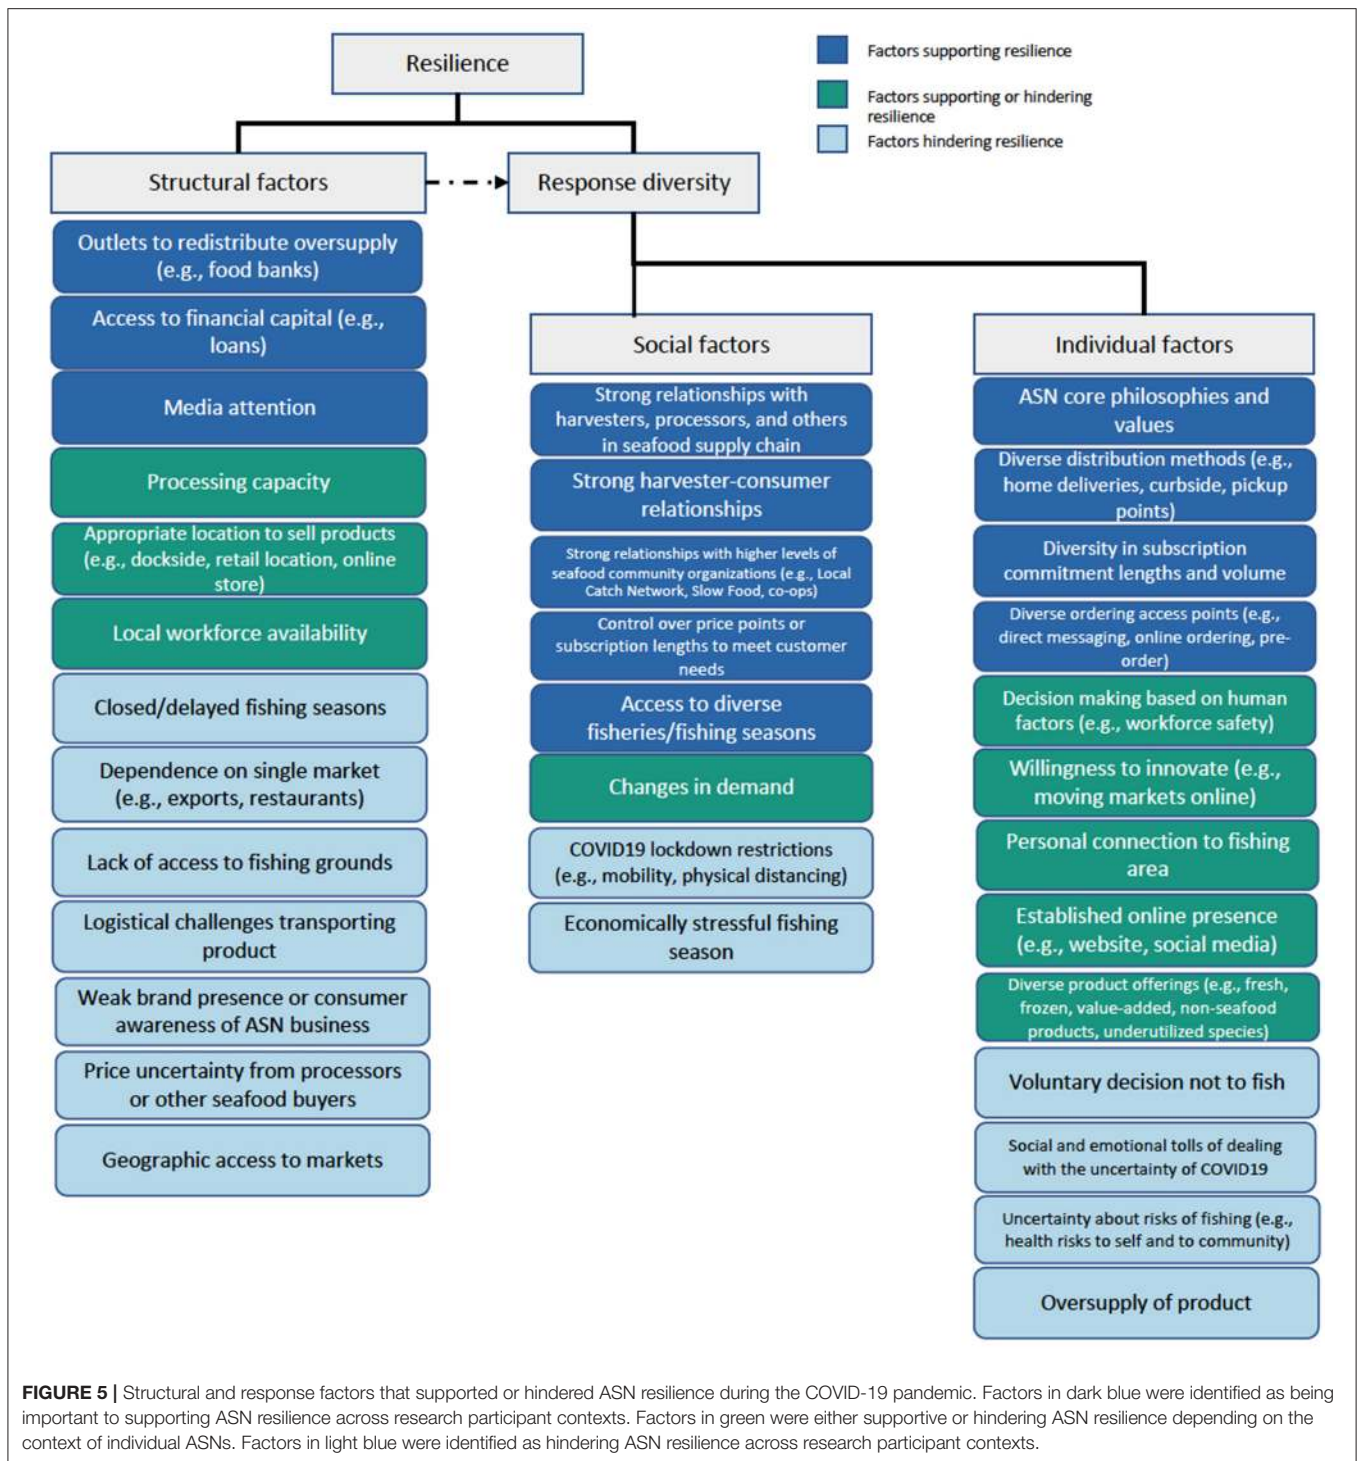 Resilience
Factors supporting resilience
Factors supporting or hindering
resilience
Factors hindering resilience
Structural factors
Response diversity
Outlets to redistribute oversupply
(e.g., food banks)
Access to financial capital (e.g.,
loans)
Media attention
Processing capacity
Appropriate location to sell products
(e.g., dockside, retail location, online
store)
Local workforce availability
Closed/delayed fishing seasons
Dependence on single market
(e.g., exports, restaurants)
Lack of access to fishing grounds
Logistical challenges transporting
product
Weak brand presence or consumer
awareness of ASN business
Price uncertainty from processors
or other seafood buyers
Geographic access to markets
Social factors
Strong relationships with
harvesters, processors, and others
in seafood supply chain
Strong harvester-consumer
relationships
Strong relationships with higher levels of
seafood community organizations (e.g., Local
Catch Network, Slow Food, co-ops)
Control over price points or
subscription lengths to meet customer
needs
Access to diverse
fisheries/fishing seasons
Changes in demand
COVID19 lockdown restrictions
(e.g., mobility, physical distancing)
Economically stressful fishing
season
Individual factors
ASN core philosophies and
values
Diverse distribution methods (e.g.,
home deliveries, curbside, pickup
points)
Diversity in subscription
commitment lengths and volume
Diverse ordering access points (e.g.,
direct messaging, online ordering, pre-
order)
Decision making based on human
factors (e.g., workforce safety)
Willingness to innovate (e.g.,
moving markets online)
Personal connection to fishing
area
Established online presence
(e.g., website, social media)
Diverse product offerings (e.g., fresh,
frozen, value-added, non-seafood
products, underutilized species)
Voluntary decision not to fish
Social and emotional tolls of dealing
with the uncertainty of COVID19
Uncertainty about risks of fishing (e.g.,
health risks to self and to community)
Oversupply of product
FIGURE 5 | Structural and response factors that supported or hindered ASN resilience during the COVID-19 pandemic. Factors in dark blue were identified as being
important to supporting ASN resilience across research participant contexts. Factors in green were either supportive or hindering ASN resilience depending on the
context of individual ASNs. Factors in light blue were identified as hindering ASN resilience across research participant contexts.